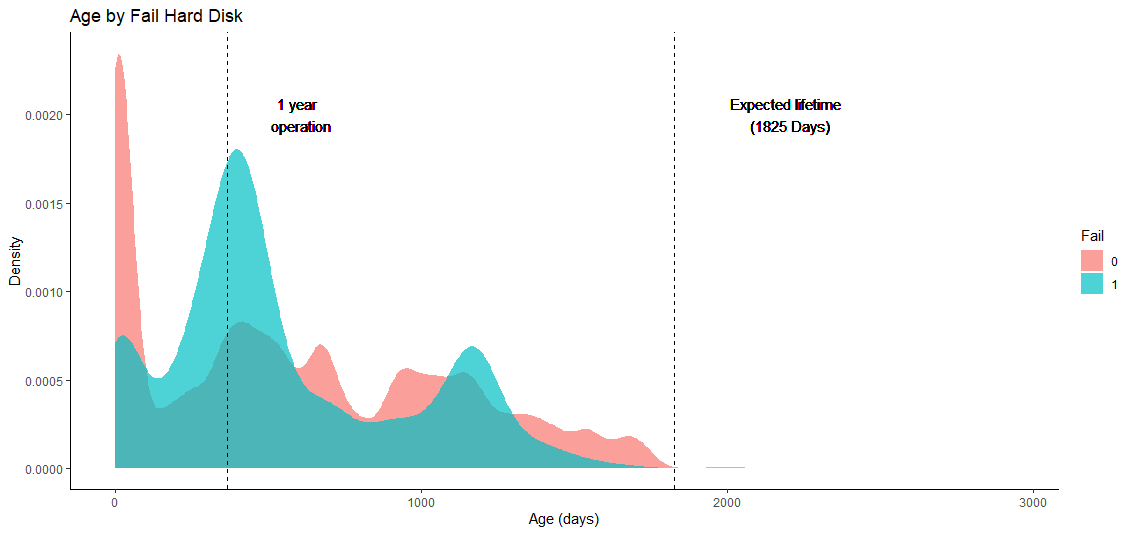 Age by Fail Hard Disk
1 year
operation
Expected lifetime
(1825 Days)
0.0020
0.0015
0.0010
0.0005
0.0000
Density
0
1000
2000
3000
Age (days)
Fail
0
1